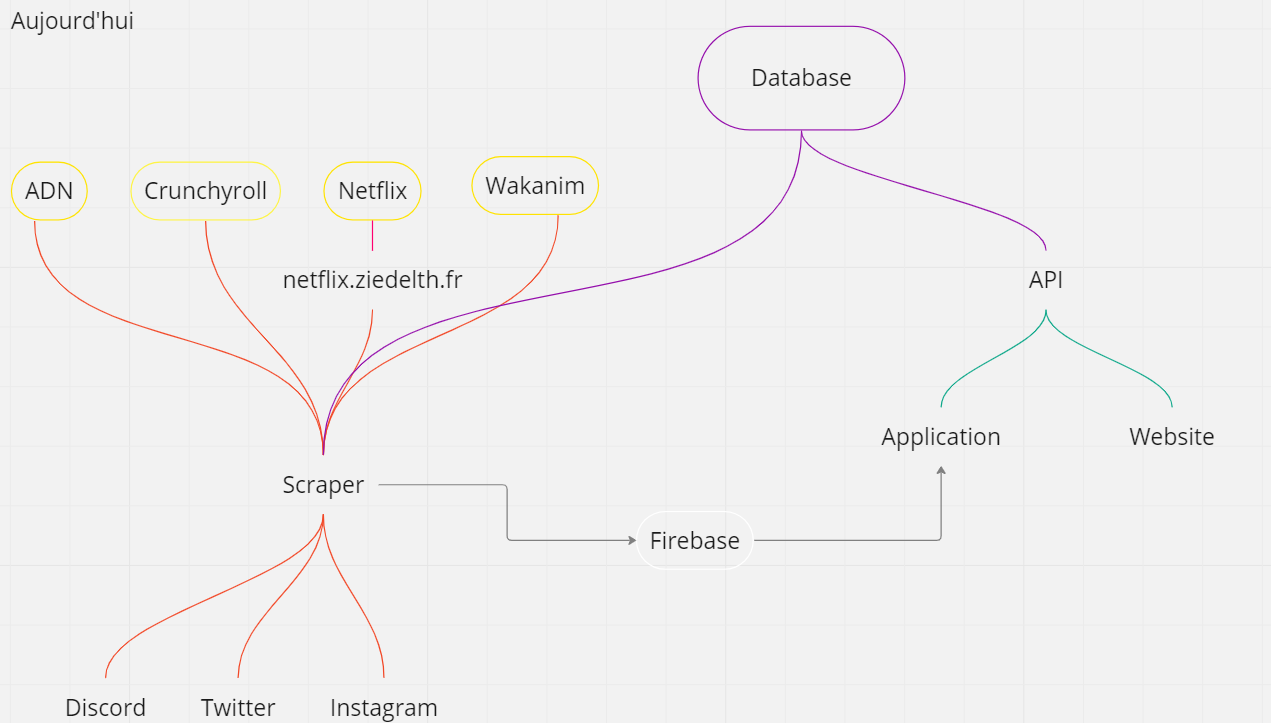 Aujourd'hui
Database
ADN
Crunchyroll
Netflix
Wakanim
netflix.ziedelth.fr
API
Application
Website
Scraper
Firebase
Discord
Twitter
Instagram